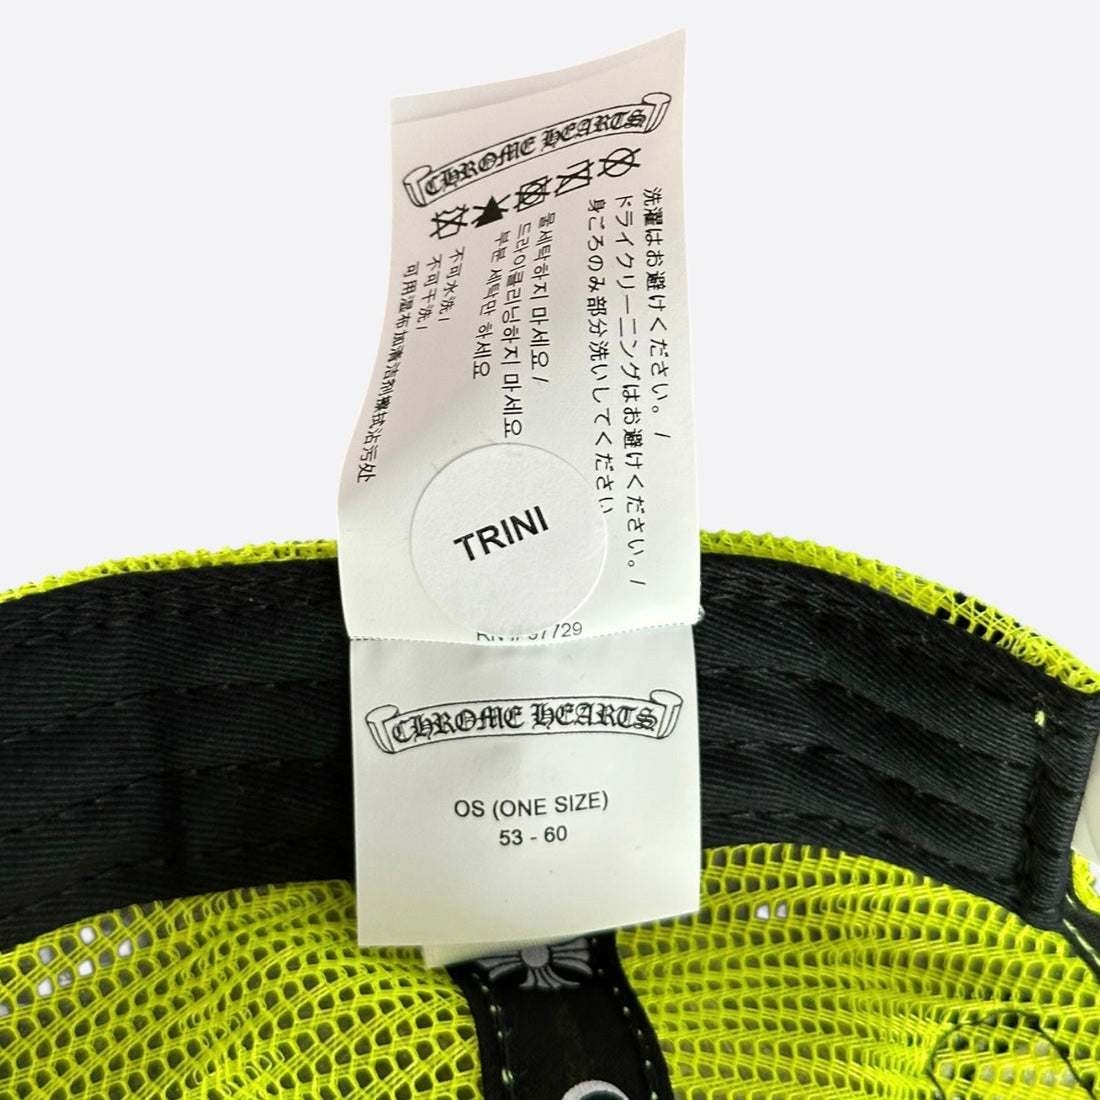 CHROME HEARTS
洗濯はお避けください。/
ドライクリーニングはお避けください。/
身ごろのみ部分洗いしてください
물세탁하지 마세요 /
드라이클리닝하지 마세요
부분 세탁만 하세요
不可水洗 /
不可干洗 /
可用湿布加清洁剂擦拭沾污处
TRINI
CHROME HEARTS
OS (ONE SIZE)
53 - 60